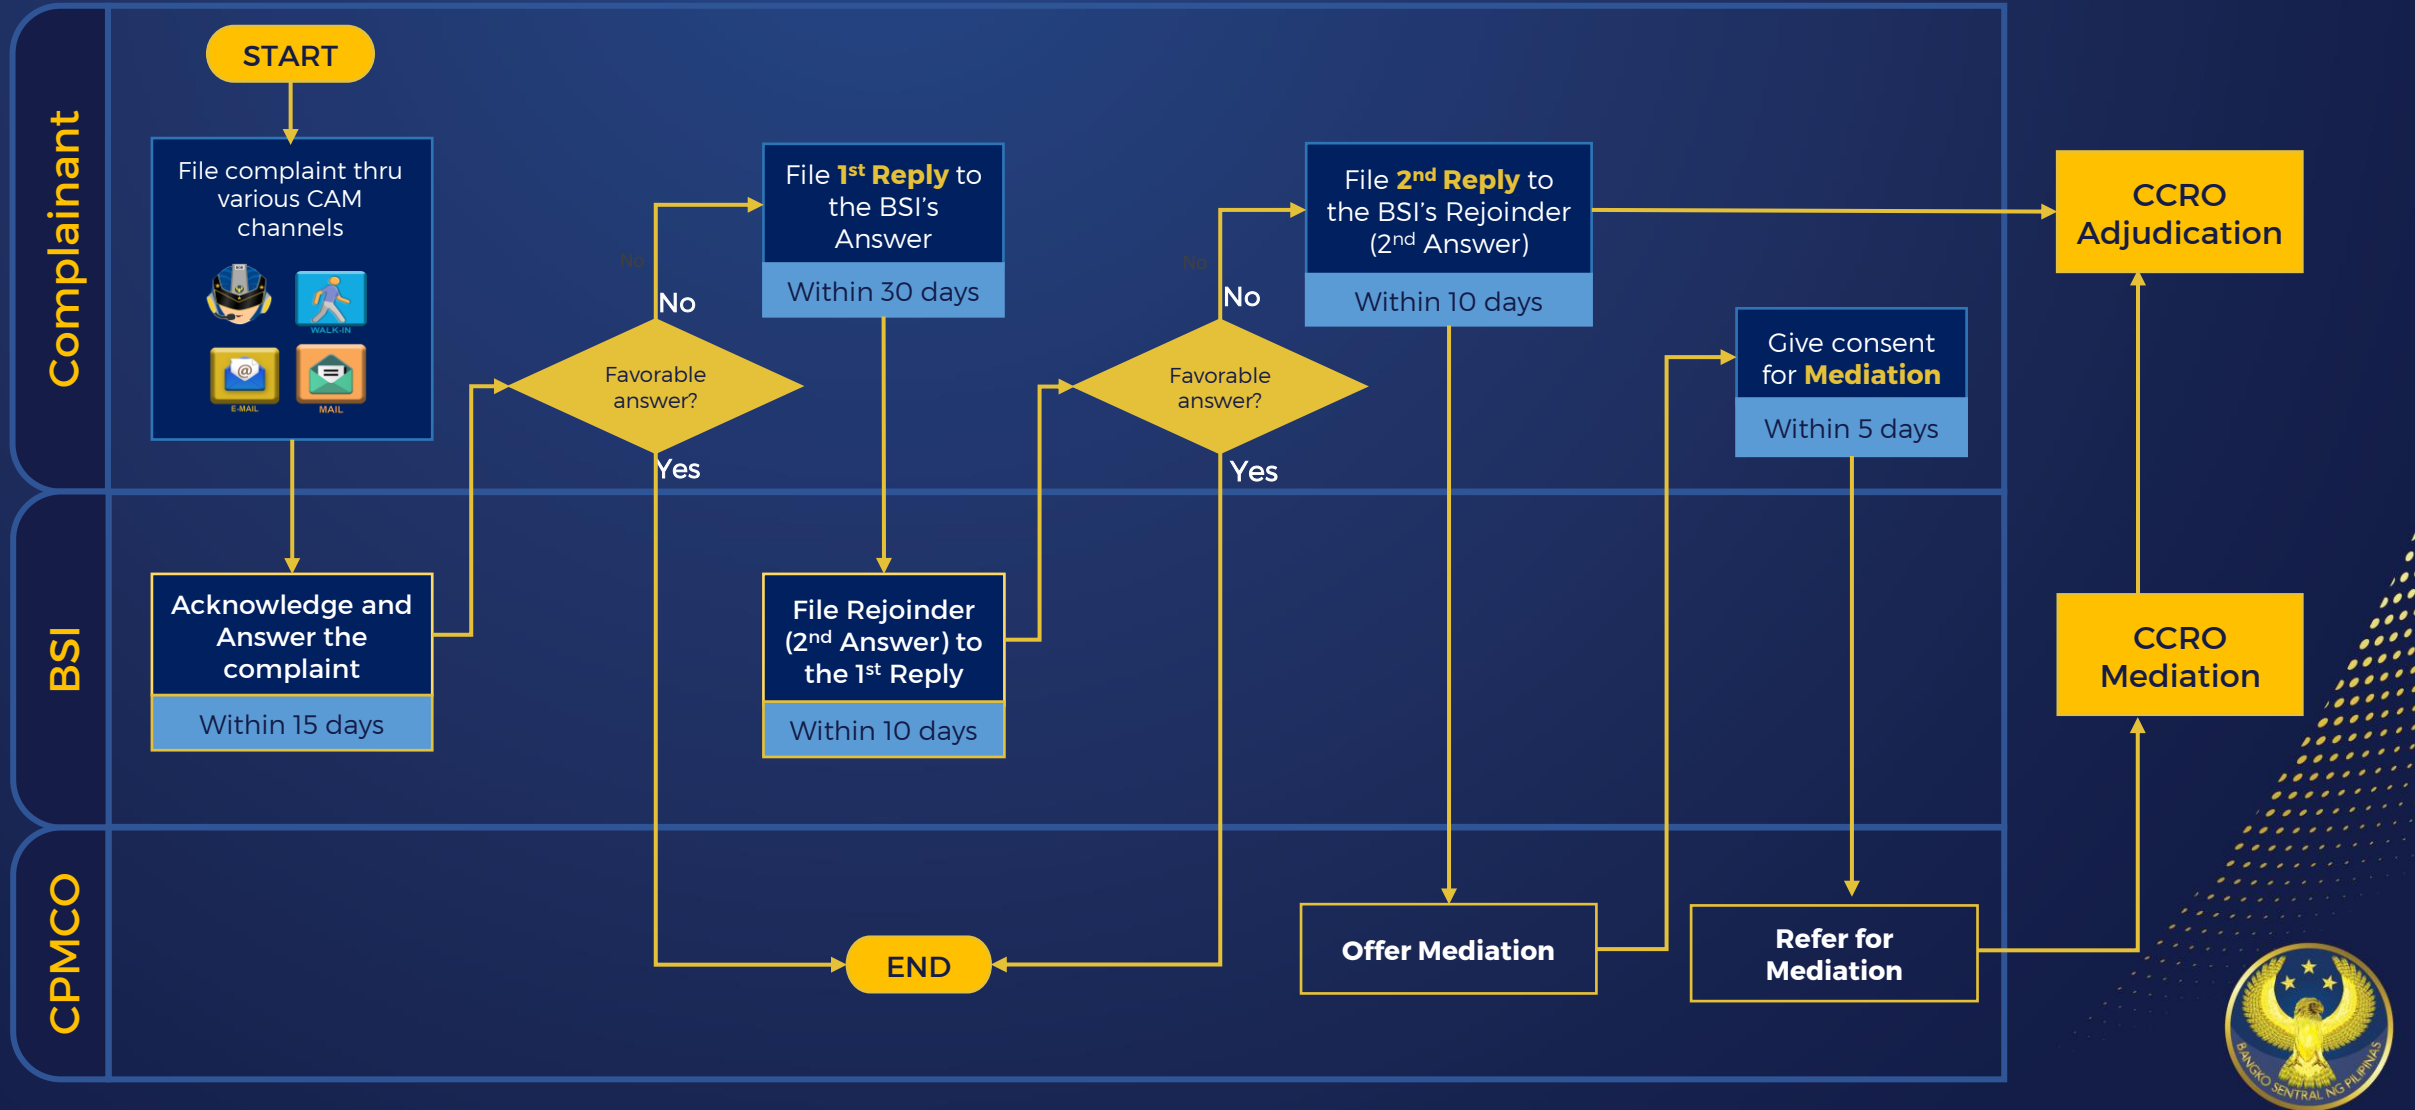 Complainant
START
File complaint thru
various CAM
channels
WALK-IN
@
E-MAIL
MAIL
Favorable
answer?
No
No
Yes
File 1st Reply to
the BSI's
Answer
Within 30 days
Favorable
answer?
No
No
Yes
File 2nd Reply to
the BSI's Rejoinder
(2nd Answer)
Within 10 days
Give consent
for Mediation
Within 5 days
CCRO
Adjudication
BSI
Acknowledge and
Answer the
complaint
Within 15 days
File Rejoinder
(2nd Answer) to
the 1st Reply
Within 10 days
CCRO
Mediation
CPMCO
END
Offer Mediation
Refer for
Mediation
BANGKO SENTRAL NG PILIPINAS